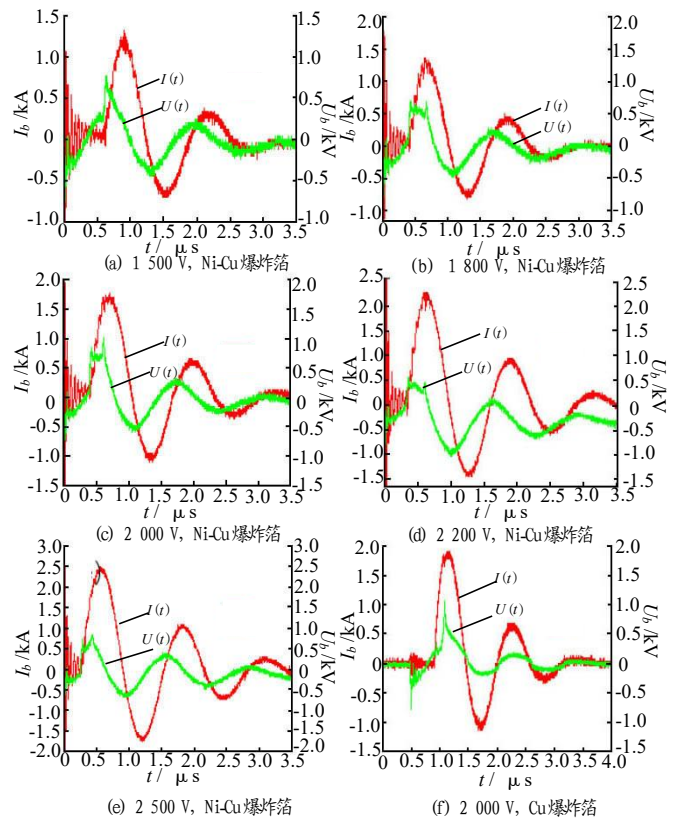 1.5
1.0
0.5
0
-0.5
-1.0
I_b /kA
I(t)
U(t)
1.5
1.0
0.5
0
-0.5
-1.0
U_b /kV
0 0.5 1.0 1.5 2.0 2.5 3.0 3.5
t / μs
(a) 1 500 V, Ni-Cu爆炸箔
2.0
1.5
1.0
0.5
0
-0.5
-1.0
I_b /kA
I(t)
U(t)
2.0
1.5
1.0
0.5
0
-0.5
-1.0
U_b /kV
0 0.5 1.0 1.5 2.0 2.5 3.0 3.5
t / μs
(b) 1 800 V, Ni-Cu爆炸箔
2.0
1.5
1.0
0.5
0
-0.5
-1.0
-1.5
I_b /kA
I(t)
U(t)
2.0
1.5
1.0
0.5
0
-0.5
-1.0
-1.5
U_b /kV
0 0.5 1.0 1.5 2.0 2.5 3.0 3.5
t / μs
(c) 2 000 V, Ni-Cu爆炸箔
2.5
2.0
1.5
1.0
0.5
0
-0.5
-1.0
-1.5
I_b /kA
I(t)
U(t)
2.5
2.0
1.5
1.0
0.5
0
-0.5
-1.0
-1.5
U_b /kV
0 0.5 1.0 1.5 2.0 2.5 3.0 3.5
t / μs
(d) 2 200 V, Ni-Cu爆炸箔
3.0
2.5
2.0
1.5
1.0
0.5
0
-0.5
-1.0
-1.5
-2.0
I_b /kA
I(t)
U(t)
3.0
2.5
2.0
1.5
1.0
0.5
0
-0.5
-1.0
-1.5
-2.0
U_b /kV
0 0.5 1.0 1.5 2.0 2.5 3.0 3.5
t / μs
(e) 2 500 V, Ni-Cu爆炸箔
2.0
1.5
1.0
0.5
0
-0.5
-1.0
-1.5
I_b /kA
I(t)
U(t)
2.0
1.5
1.0
0.5
0
-0.5
-1.0
-1.5
U_b /kV
0 0.5 1.0 1.5 2.0 2.5 3.0 3.5 4.0
t / μs
(f) 2 000 V, Cu爆炸箔